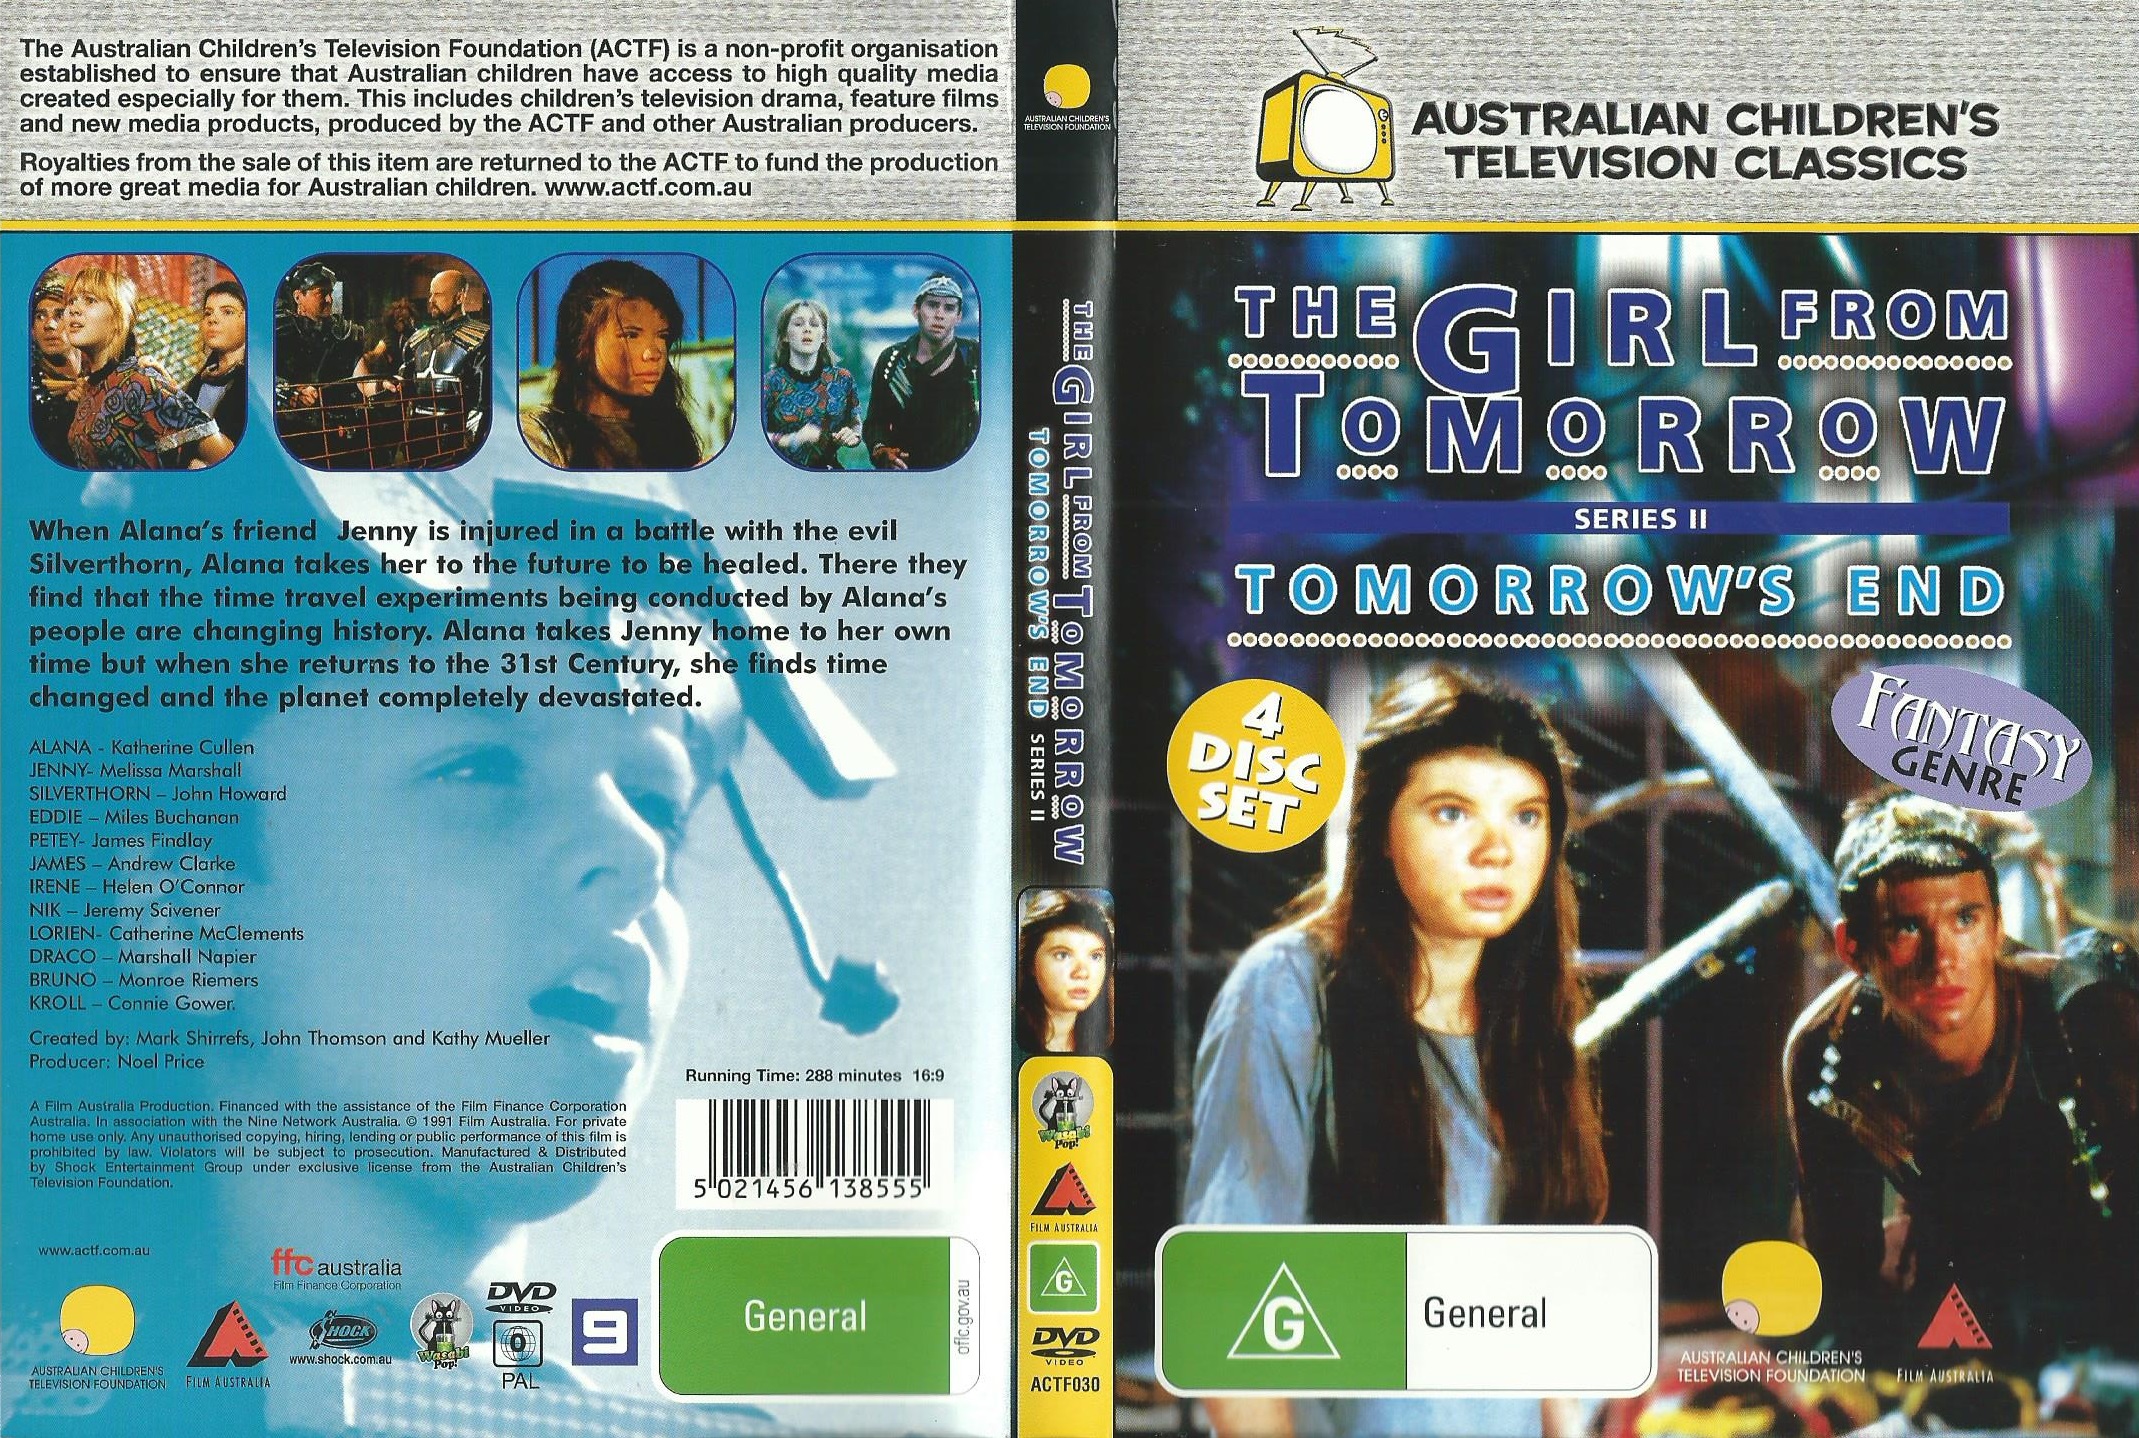 The Australian Children's Television Foundation (ACTF) is a non-profit organisation
established to ensure that Australian children have access to high quality media
created especially for them. This includes children's television drama, feature films
and new media products, produced by the ACTF and other Australian producers.
Royalties from the sale of this item are returned to the ACTF to fund the production
of more great media for Australian children. www.actf.com.au
When Alana's friend Jenny is injured in a battle with the evil
Silverthorn, Alana takes her to the future to be healed. There they
find that the time travel experiments being conducted by Alana's
people are changing history. Alana takes Jenny home to her own
time but when she returns to the 31st Century, she finds time
changed and the planet completely devastated.
ALANA - Katherine Cullen
JENNY- Melissa Marshall
SILVERTHORN – John Howard
EDDIE – Miles Buchanan
PETEY- James Findlay
JAMES – Andrew Clarke
IRENE – Helen O'Connor
NIK – Jeremy Scivener
LORIEN- Catherine McClements
DRACO – Marshall Napier
BRUNO – Monroe Riemers
KROLL – Connie Gower.
Created by: Mark Shirrefs, John Thomson and Kathy Mueller
Producer: Noel Price
Running Time: 288 minutes 16:9
A Film Australia Production. Financed with the assistance of the Film Finance Corporation
Australia. In association with the Nine Network Australia. © 1991 Film Australia. For private
home use only. Any unauthorised copying, hiring, lending or public performance of this film is
prohibited by law. Violators will be subject to prosecution. Manufactured & Distributed
by Shock Entertainment Group under exclusive license from the Australian Children's
Television Foundation.
5 021456 138555
www.actf.com.au
AUSTRALIAN CHILDREN'S
TELEVISION FOUNDATION
FILM AUSTRALIA
ffc australia
Film Finance Corporation
SHOCK
www.shock.com.au
Wasabi
Pop!
DVD
VIDEO
0
PAL
9
General
oflc.gov.au
AUSTRALIAN CHILDREN'S
TELEVISION FOUNDATION
THE GIRL FROM TOMORROW
TOMORROW'S END SERIES II
Wasabi
Pop!
FILM AUSTRALIA
G
DVD
VIDEO
ACTF030
AUSTRALIAN CHILDREN'S
TELEVISION CLASSICS
THE GIRL FROM
TOMORROW
SERIES II
TOMORROW'S END
4
DISC
SET
FANTASY
GENRE
G
General
AUSTRALIAN CHILDREN'S
TELEVISION FOUNDATION
FILM AUSTRALIA